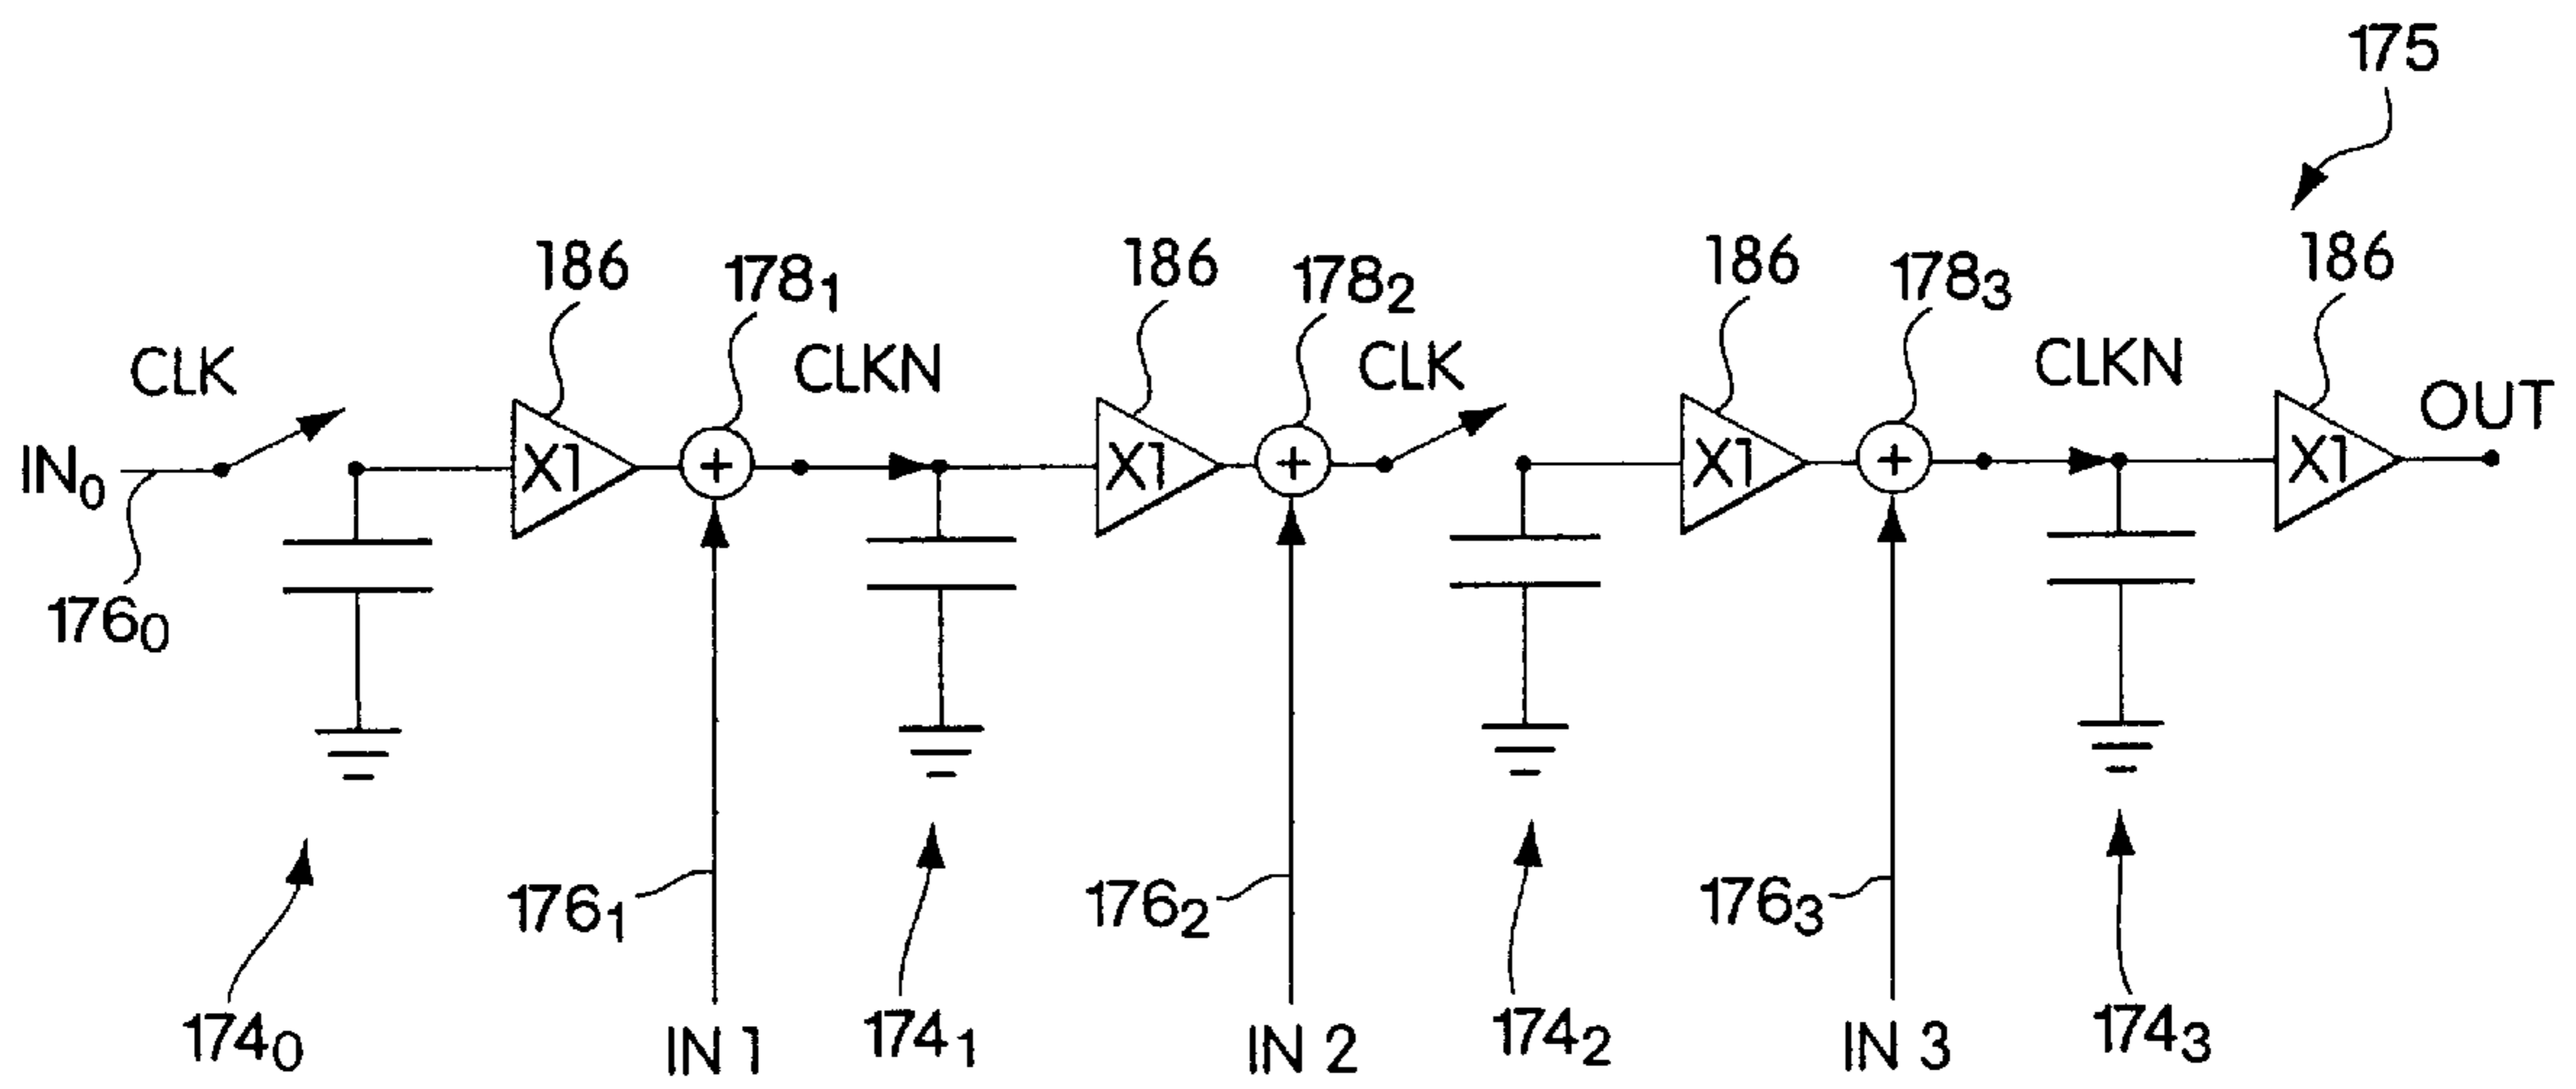 175
186
178₁
186
178₂
186
178₃
186
CLK
CLKN
CLK
CLKN
OUT
IN₀
X1
+
X1
+
X1
+
X1
176₀
176₁
176₂
176₃
174₀
IN 1
174₁
IN 2
174₂
IN 3
174₃